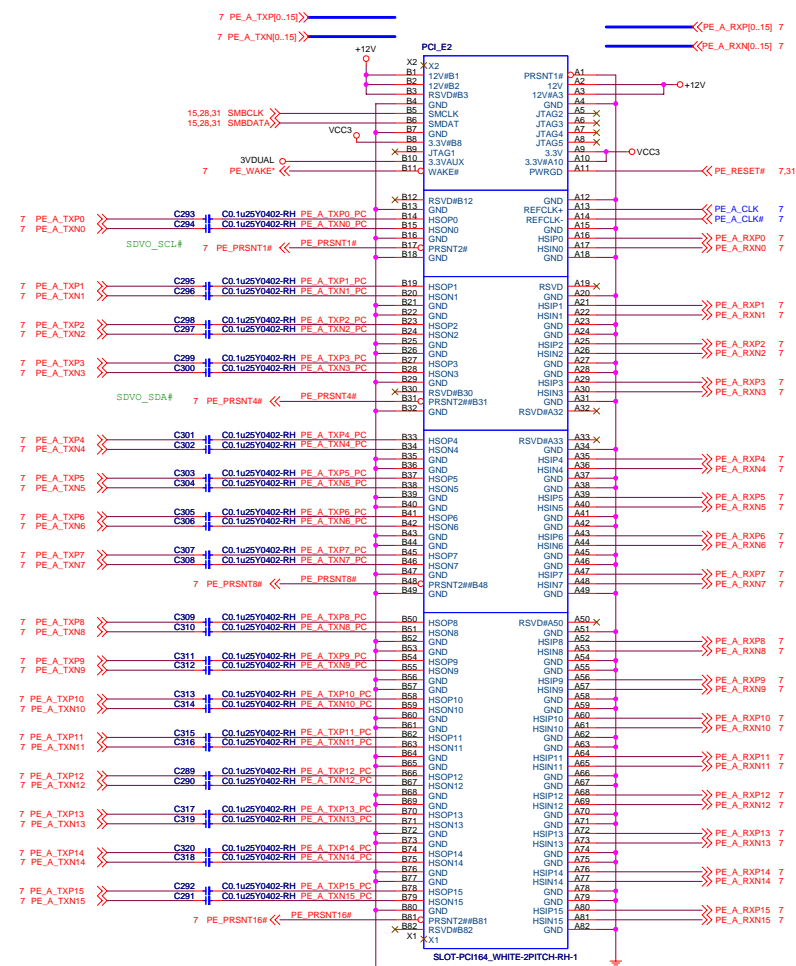 7 PE_A_TXP[0..15]
7 PE_A_TXN[0..15]
PE_A_RXP[0..15] 7
PE_A_RXN[0..15] 7
+12V
PCI_E2
X2 X2
B1 12V#B1 PRSNT1# A1
B2 12V#B2 12V A2 +12V
B3 RSVD#B3 12V#A3 A3
B4 GND GND A4
15,28,31 SMBCLK B5 SMCLK JTAG2 A5
15,28,31 SMBDATA B6 SMDAT JTAG3 A6
B7 GND JTAG4 A7
VCC3 B8 3.3V#B8 JTAG5 A8
B9 JTAG1 3.3V A9 VCC3
3VDUAL B10 3.3VAUX 3.3V#A10 A10
7 PE_WAKE* B11 WAKE# PWRGD A11 PE_RESET# 7,31
B12 RSVD#B12 GND A12
B13 GND REFCLK+ A13 PE_A_CLK 7
7 PE_A_TXP0 C293 C0.1u25Y0402-RH PE_A_TXP0_PC B14 HSOP0 REFCLK- A14 PE_A_CLK# 7
7 PE_A_TXN0 C294 C0.1u25Y0402-RH PE_A_TXN0_PC B15 HSON0 GND A15
B16 GND HSIP0 A16 PE_A_RXP0 7
SDVO_SCL# 7 PE_PRSNT1# PE_PRSNT1# B17 PRSNT2# HSIN0 A17 PE_A_RXN0 7
B18 GND GND A18
7 PE_A_TXP1 C295 C0.1u25Y0402-RH PE_A_TXP1_PC B19 HSOP1 RSVD A19
7 PE_A_TXN1 C296 C0.1u25Y0402-RH PE_A_TXN1_PC B20 HSON1 GND A20
B21 GND HSIP1 A21 PE_A_RXP1 7
B22 GND HSIN1 A22 PE_A_RXN1 7
7 PE_A_TXP2 C298 C0.1u25Y0402-RH PE_A_TXP2_PC B23 HSOP2 GND A23
7 PE_A_TXN2 C297 C0.1u25Y0402-RH PE_A_TXN2_PC B24 HSON2 GND A24
B25 GND HSIP2 A25 PE_A_RXP2 7
B26 GND HSIN2 A26 PE_A_RXN2 7
7 PE_A_TXP3 C299 C0.1u25Y0402-RH PE_A_TXP3_PC B27 HSOP3 GND A27
7 PE_A_TXN3 C300 C0.1u25Y0402-RH PE_A_TXN3_PC B28 HSON3 GND A28
B29 GND HSIP3 A29 PE_A_RXP3 7
B30 RSVD#B30 HSIN3 A30 PE_A_RXN3 7
SDVO_SDA# 7 PE_PRSNT4# PE_PRSNT4# B31 PRSNT2##B31 GND A31
B32 GND RSVD#A32 A32
7 PE_A_TXP4 C301 C0.1u25Y0402-RH PE_A_TXP4_PC B33 HSOP4 RSVD#A33 A33
7 PE_A_TXN4 C302 C0.1u25Y0402-RH PE_A_TXN4_PC B34 HSON4 GND A34
B35 GND HSIP4 A35 PE_A_RXP4 7
B36 GND HSIN4 A36 PE_A_RXN4 7
7 PE_A_TXP5 C303 C0.1u25Y0402-RH PE_A_TXP5_PC B37 HSOP5 GND A37
7 PE_A_TXN5 C304 C0.1u25Y0402-RH PE_A_TXN5_PC B38 HSON5 GND A38
B39 GND HSIP5 A39 PE_A_RXP5 7
B40 GND HSIN5 A40 PE_A_RXN5 7
7 PE_A_TXP6 C305 C0.1u25Y0402-RH PE_A_TXP6_PC B41 HSOP6 GND A41
7 PE_A_TXN6 C306 C0.1u25Y0402-RH PE_A_TXN6_PC B42 HSON6 GND A42
B43 GND HSIP6 A43 PE_A_RXP6 7
B44 GND HSIN6 A44 PE_A_RXN6 7
7 PE_A_TXP7 C307 C0.1u25Y0402-RH PE_A_TXP7_PC B45 HSOP7 GND A45
7 PE_A_TXN7 C308 C0.1u25Y0402-RH PE_A_TXN7_PC B46 HSON7 GND A46
B47 GND HSIP7 A47 PE_A_RXP7 7
7 PE_PRSNT8# PE_PRSNT8# B48 PRSNT2##B48 HSIN7 A48 PE_A_RXN7 7
B49 GND GND A49
7 PE_A_TXP8 C309 C0.1u25Y0402-RH PE_A_TXP8_PC B50 HSOP8 RSVD#A50 A50
7 PE_A_TXN8 C310 C0.1u25Y0402-RH PE_A_TXN8_PC B51 HSON8 GND A51
B52 GND HSIP8 A52 PE_A_RXP8 7
B53 GND HSIN8 A53 PE_A_RXN8 7
7 PE_A_TXP9 C311 C0.1u25Y0402-RH PE_A_TXP9_PC B54 HSOP9 GND A54
7 PE_A_TXN9 C312 C0.1u25Y0402-RH PE_A_TXN9_PC B55 HSON9 GND A55
B56 GND HSIP9 A56 PE_A_RXP9 7
B57 GND HSIN9 A57 PE_A_RXN9 7
7 PE_A_TXP10 C313 C0.1u25Y0402-RH PE_A_TXP10_PC B58 HSOP10 GND A58
7 PE_A_TXN10 C314 C0.1u25Y0402-RH PE_A_TXN10_PC B59 HSON10 GND A59
B60 GND HSIP10 A60 PE_A_RXP10 7
B61 GND HSIN10 A61 PE_A_RXN10 7
7 PE_A_TXP11 C315 C0.1u25Y0402-RH PE_A_TXP11_PC B62 HSOP11 GND A62
7 PE_A_TXN11 C316 C0.1u25Y0402-RH PE_A_TXN11_PC B63 HSON11 GND A63
B64 GND HSIP11 A64 PE_A_RXP11 7
B65 GND HSIN11 A65 PE_A_RXN11 7
7 PE_A_TXP12 C289 C0.1u25Y0402-RH PE_A_TXP12_PC B66 HSOP12 GND A66
7 PE_A_TXN12 C290 C0.1u25Y0402-RH PE_A_TXN12_PC B67 HSON12 GND A67
B68 GND HSIP12 A68 PE_A_RXP12 7
B69 GND HSIN12 A69 PE_A_RXN12 7
7 PE_A_TXP13 C317 C0.1u25Y0402-RH PE_A_TXP13_PC B70 HSOP13 GND A70
7 PE_A_TXN13 C319 C0.1u25Y0402-RH PE_A_TXN13_PC B71 HSON13 GND A71
B72 GND HSIP13 A72 PE_A_RXP13 7
B73 GND HSIN13 A73 PE_A_RXN13 7
7 PE_A_TXP14 C320 C0.1u25Y0402-RH PE_A_TXP14_PC B74 HSOP14 GND A74
7 PE_A_TXN14 C318 C0.1u25Y0402-RH PE_A_TXN14_PC B75 HSON14 GND A75
B76 GND HSIP14 A76 PE_A_RXP14 7
B77 GND HSIN14 A77 PE_A_RXN14 7
7 PE_A_TXP15 C292 C0.1u25Y0402-RH PE_A_TXP15_PC B78 HSOP15 GND A78
7 PE_A_TXN15 C291 C0.1u25Y0402-RH PE_A_TXN15_PC B79 HSON15 GND A79
B80 GND HSIP15 A80 PE_A_RXP15 7
7 PE_PRSNT16# PE_PRSNT16# B81 PRSNT2##B81 HSIN15 A81 PE_A_RXN15 7
B82 RSVD#B82 GND A82
X1 X1
SLOT-PCI164_WHITE-2PITCH-RH-1